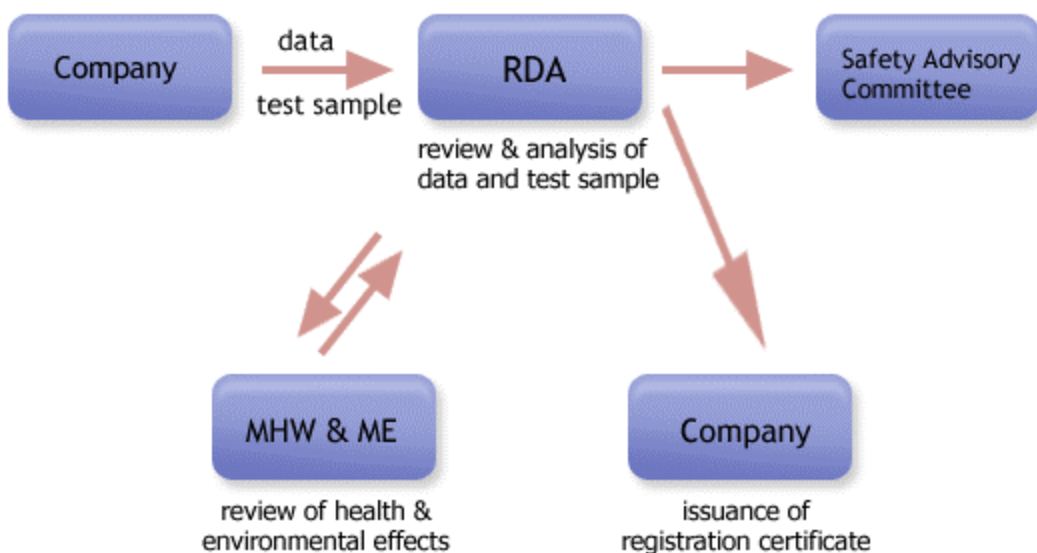 Company
data
test sample
RDA
review & analysis of
data and test sample
Safety Advisory
Committee
MHW & ME
review of health &
environmental effects
Company
issuance of
registration certificate